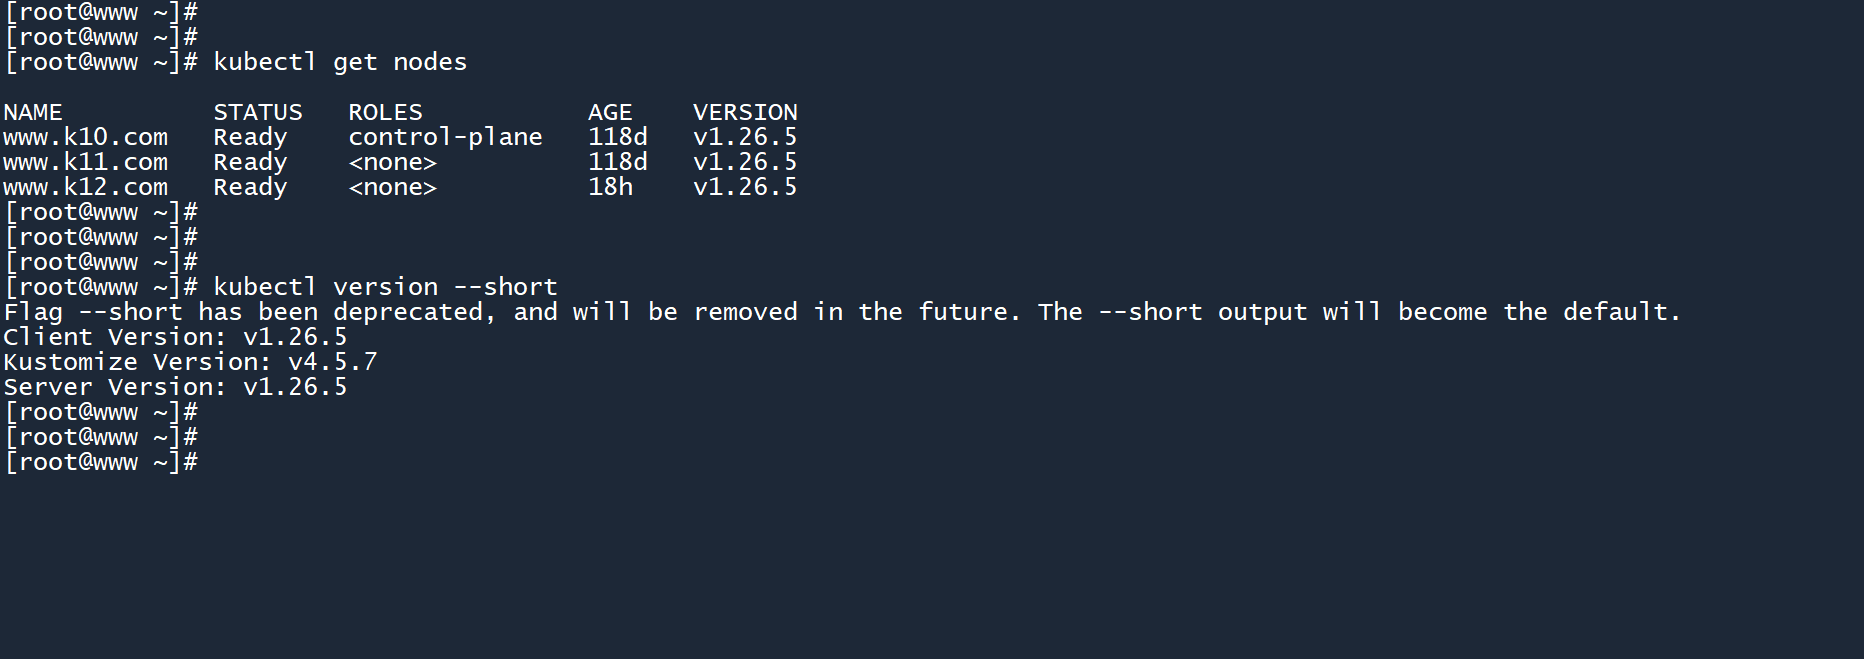 [root@www ~]#
[root@www ~]#
[root@www ~]# kubectl get nodes
NAME STATUS ROLES AGE VERSION
www.k10.com Ready control-plane 118d v1.26.5
www.k11.com Ready <none> 118d v1.26.5
www.k12.com Ready <none> 18h v1.26.5
[root@www ~]#
[root@www ~]#
[root@www ~]#
[root@www ~]# kubectl version --short
Flag --short has been deprecated, and will be removed in the future. The --short output will become the default.
Client Version: v1.26.5
Kustomize Version: v4.5.7
Server Version: v1.26.5
[root@www ~]#
[root@www ~]#
[root@www ~]#